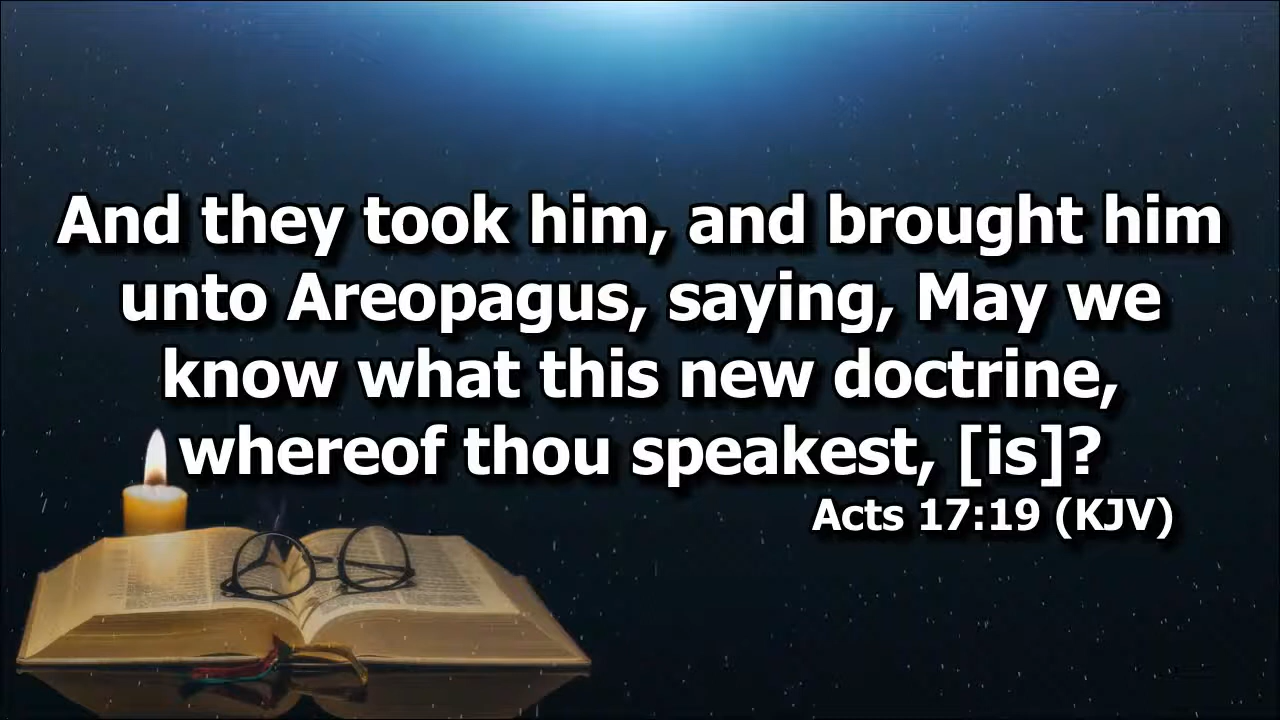 And they took him, and brought him
unto Areopagus, saying, May we
know what this new doctrine,
whereof thou speakest, [is]?
Acts 17:19 (KJV)